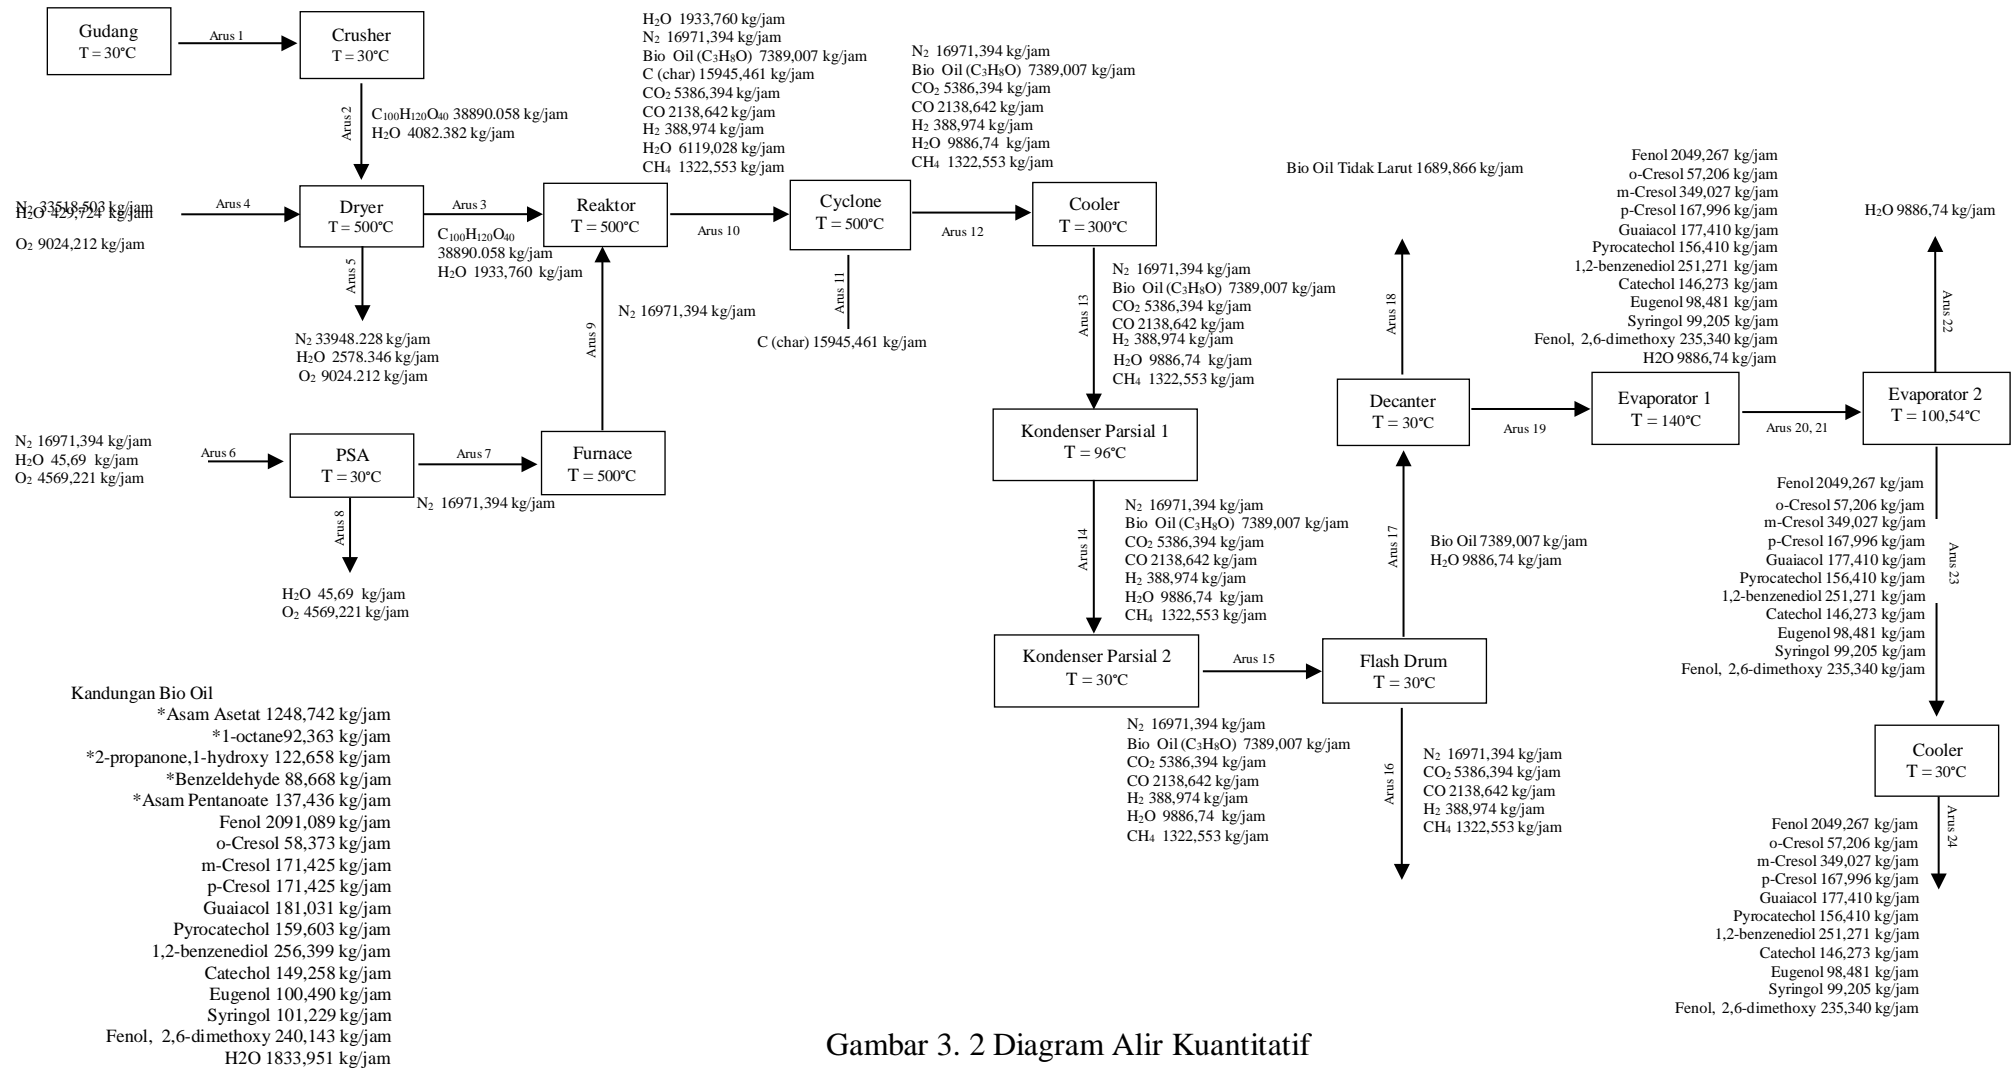 Gudang
T = 30°C
Arus 1
Crusher
T = 30°C
Arus 2
C₁₀₀H₁₂₀O₄₀ 38890.058 kg/jam
H₂O 4082.382 kg/jam
N₂ 33518,503 kg/jam
H₂O 429,724 kg/jam
O₂ 9024,212 kg/jam
Arus 4
Dryer
T = 500°C
Arus 3
C₁₀₀H₁₂₀O₄₀
38890.058 kg/jam
H₂O 1933,760 kg/jam
Arus 5
N₂ 33948.228 kg/jam
H₂O 2578.346 kg/jam
O₂ 9024.212 kg/jam
N₂ 16971,394 kg/jam
H₂O 45,69 kg/jam
O₂ 4569,221 kg/jam
Arus 6
PSA
T = 30°C
Arus 7
N₂ 16971,394 kg/jam
Arus 8
H₂O 45,69 kg/jam
O₂ 4569,221 kg/jam
Furnace
T = 500°C
Arus 9
N₂ 16971,394 kg/jam
Reaktor
T = 500°C
H₂O 1933,760 kg/jam
N₂ 16971,394 kg/jam
Bio Oil (C₃H₈O) 7389,007 kg/jam
C (char) 15945,461 kg/jam
CO₂ 5386,394 kg/jam
CO 2138,642 kg/jam
H₂ 388,974 kg/jam
H₂O 6119,028 kg/jam
CH₄ 1322,553 kg/jam
Arus 10
Cyclone
T = 500°C
Arus 11
C (char) 15945,461 kg/jam
N₂ 16971,394 kg/jam
Bio Oil (C₃H₈O) 7389,007 kg/jam
CO₂ 5386,394 kg/jam
CO 2138,642 kg/jam
H₂ 388,974 kg/jam
H₂O 9886,74 kg/jam
CH₄ 1322,553 kg/jam
Arus 12
Cooler
T = 300°C
Arus 13
N₂ 16971,394 kg/jam
Bio Oil (C₃H₈O) 7389,007 kg/jam
CO₂ 5386,394 kg/jam
CO 2138,642 kg/jam
H₂ 388,974 kg/jam
H₂O 9886,74 kg/jam
CH₄ 1322,553 kg/jam
Kondenser Parsial 1
T = 96°C
Arus 14
N₂ 16971,394 kg/jam
Bio Oil (C₃H₈O) 7389,007 kg/jam
CO₂ 5386,394 kg/jam
CO 2138,642 kg/jam
H₂ 388,974 kg/jam
H₂O 9886,74 kg/jam
CH₄ 1322,553 kg/jam
Kondenser Parsial 2
T = 30°C
Arus 15
N₂ 16971,394 kg/jam
Bio Oil (C₃H₈O) 7389,007 kg/jam
CO₂ 5386,394 kg/jam
CO 2138,642 kg/jam
H₂ 388,974 kg/jam
H₂O 9886,74 kg/jam
CH₄ 1322,553 kg/jam
Flash Drum
T = 30°C
Arus 16
N₂ 16971,394 kg/jam
CO₂ 5386,394 kg/jam
CO 2138,642 kg/jam
H₂ 388,974 kg/jam
CH₄ 1322,553 kg/jam
Arus 17
Bio Oil 7389,007 kg/jam
H₂O 9886,74 kg/jam
Decanter
T = 30°C
Arus 18
Bio Oil Tidak Larut 1689,866 kg/jam
Arus 19
Evaporator 1
T = 140°C
Fenol 2049,267 kg/jam
o-Cresol 57,206 kg/jam
m-Cresol 349,027 kg/jam
p-Cresol 167,996 kg/jam
Guaiacol 177,410 kg/jam
Pyrocatechol 156,410 kg/jam
1,2-benzenediol 251,271 kg/jam
Catechol 146,273 kg/jam
Eugenol 98,481 kg/jam
Syringol 99,205 kg/jam
Fenol, 2,6-dimethoxy 235,340 kg/jam
H2O 9886,74 kg/jam
Arus 20, 21
Evaporator 2
T = 100,54°C
H₂O 9886,74 kg/jam
Arus 22
Fenol 2049,267 kg/jam
o-Cresol 57,206 kg/jam
m-Cresol 349,027 kg/jam
p-Cresol 167,996 kg/jam
Guaiacol 177,410 kg/jam
Pyrocatechol 156,410 kg/jam
1,2-benzenediol 251,271 kg/jam
Catechol 146,273 kg/jam
Eugenol 98,481 kg/jam
Syringol 99,205 kg/jam
Fenol, 2,6-dimethoxy 235,340 kg/jam
Arus 23
Cooler
T = 30°C
Arus 24
Fenol 2049,267 kg/jam
o-Cresol 57,206 kg/jam
m-Cresol 349,027 kg/jam
p-Cresol 167,996 kg/jam
Guaiacol 177,410 kg/jam
Pyrocatechol 156,410 kg/jam
1,2-benzenediol 251,271 kg/jam
Catechol 146,273 kg/jam
Eugenol 98,481 kg/jam
Syringol 99,205 kg/jam
Fenol, 2,6-dimethoxy 235,340 kg/jam
Kandungan Bio Oil
*Asam Asetat 1248,742 kg/jam
*1-octane92,363 kg/jam
*2-propanone,1-hydroxy 122,658 kg/jam
*Benzeldehyde 88,668 kg/jam
*Asam Pentanoate 137,436 kg/jam
Fenol 2091,089 kg/jam
o-Cresol 58,373 kg/jam
m-Cresol 171,425 kg/jam
p-Cresol 171,425 kg/jam
Guaiacol 181,031 kg/jam
Pyrocatechol 159,603 kg/jam
1,2-benzenediol 256,399 kg/jam
Catechol 149,258 kg/jam
Eugenol 100,490 kg/jam
Syringol 101,229 kg/jam
Fenol, 2,6-dimethoxy 240,143 kg/jam
H2O 1833,951 kg/jam
Gambar 3. 2 Diagram Alir Kuantitatif